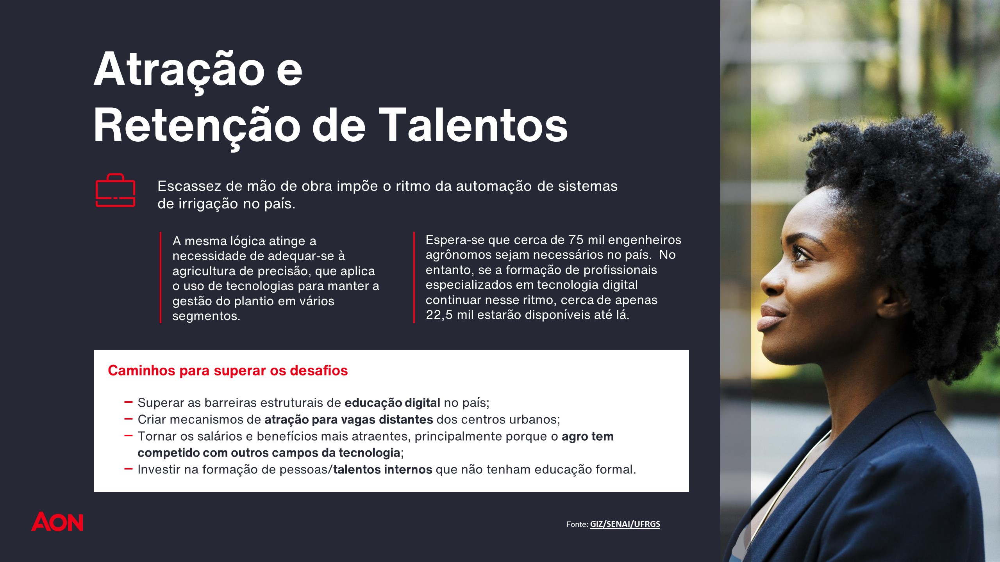 Atração e
Retenção de Talentos
Escassez de mão de obra impõe o ritmo da automação de sistemas
de irrigação no país.
A mesma lógica atinge a
necessidade de adequar-se à
agricultura de precisão, que aplica
o uso de tecnologias para manter a
gestão do plantio em vários
segmentos.
Espera-se que cerca de 75 mil engenheiros
agrônomos sejam necessários no país.  No
entanto, se a formação de profissionais
especializados em tecnologia digital
continuar nesse ritmo, cerca de apenas
22,5 mil estarão disponíveis até lá.
Caminhos para superar os desafios
– Superar as barreiras estruturais de educação digital no país;
– Criar mecanismos de atração para vagas distantes dos centros urbanos;
– Tornar os salários e benefícios mais atraentes, principalmente porque o agro tem
competido com outros campos da tecnologia;
– Investir na formação de pessoas/talentos internos que não tenham educação formal.
AON
Fonte: GIZ/SENAI/UFRGS